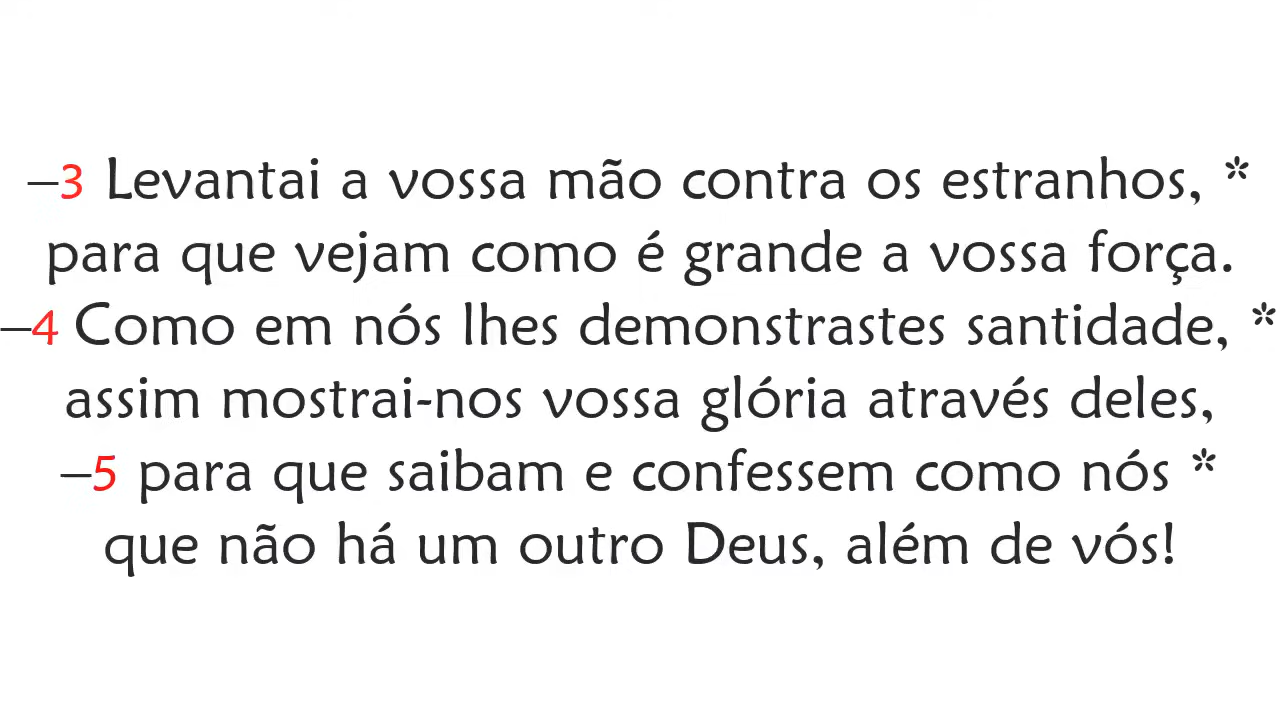 –3 Levantai a vossa mão contra os estranhos, *
para que vejam como é grande a vossa força.
–4 Como em nós lhes demonstrastes santidade, *
assim mostrai-nos vossa glória através deles,
–5 para que saibam e confessem como nós *
que não há um outro Deus, além de vós!